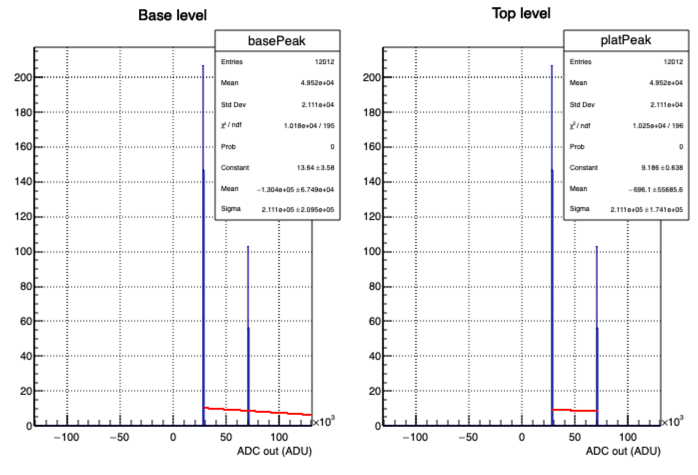 Base level
basePeak
Entries 12012
Mean 4.952e+04
Std Dev 2.111e+04
χ² / ndf 1.018e+04 / 195
Prob 0
Constant 13.64 ± 3.58
Mean −1.304e+05 ± 6.749e+04
Sigma 2.111e+05 ± 2.095e+05
200
180
160
140
120
100
80
60
40
20
0
−100 −50 0 50 100
×10³
ADC out (ADU)
Top level
platPeak
Entries 12012
Mean 4.952e+04
Std Dev 2.111e+04
χ² / ndf 1.025e+04 / 196
Prob 0
Constant 9.186 ± 0.638
Mean −696.1 ± 55685.6
Sigma 2.111e+05 ± 1.741e+05
200
180
160
140
120
100
80
60
40
20
0
−100 −50 0 50 100
×10³
ADC out (ADU)